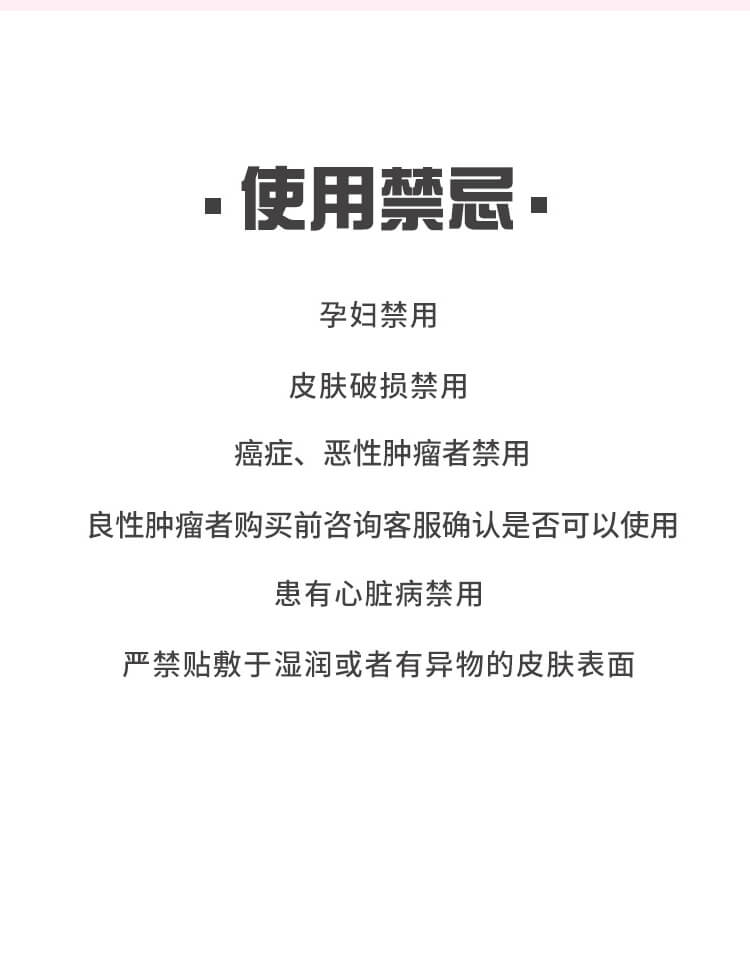 ·使用禁忌·
孕妇禁用
皮肤破损禁用
癌症、恶性肿瘤者禁用
良性肿瘤者购买前咨询客服确认是否可以使用
患有心脏病禁用
严禁贴敷于湿润或者有异物的皮肤表面